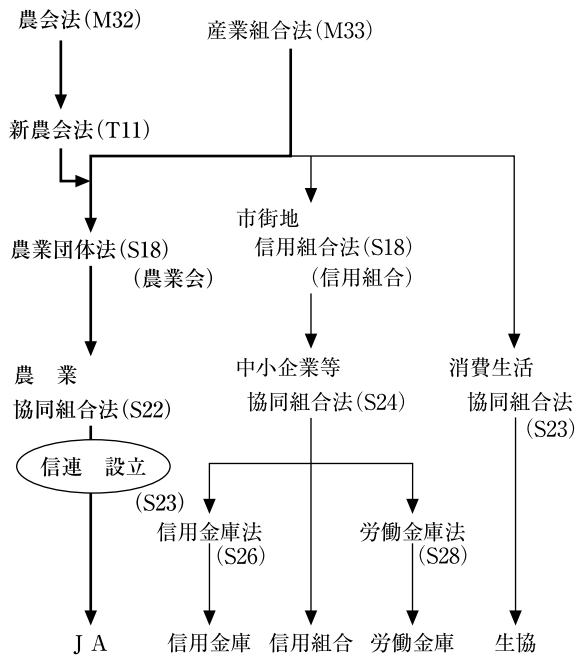 農会法(M32)
産業組合法(M33)
新農会法(T11)
農業団体法(S18)
(農業会)
市街地
信用組合法(S18)
(信用組合)
農　業
協同組合法(S22)
中小企業等
協同組合法(S24)
消費生活
協同組合法
(S23)
信連　設立
(S23)
信用金庫法
(S26)
労働金庫法
(S28)
ＪＡ
信用金庫
信用組合
労働金庫
生協